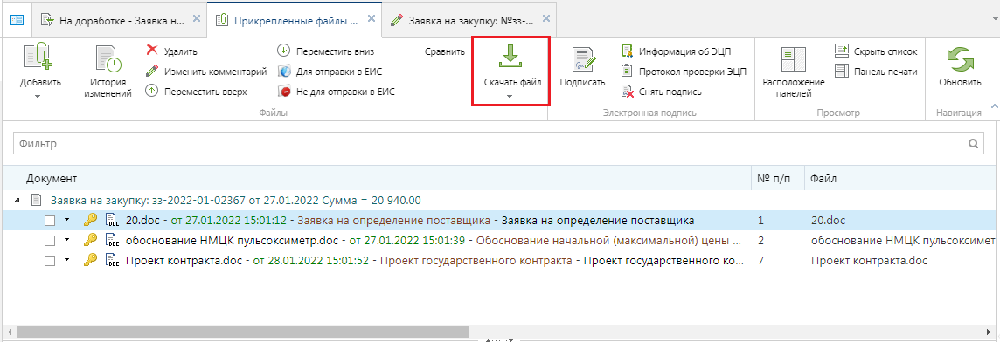 На доработке - Заявка н...
Прикрепленные файлы ...
Заявка на закупку: №зз-...
Добавить
История изменений
Удалить
Изменить комментарий
Переместить вверх
Переместить вниз
Для отправки в ЕИС
Не для отправки в ЕИС
Сравнить
Скачать файл
Файлы
Подписать
Информация об ЭЦП
Протокол проверки ЭЦП
Снять подпись
Электронная подпись
Расположение панелей
Скрыть список
Панель печати
Просмотр
Обновить
Навигация
Фильтр
Документ № п/п Файл
Заявка на закупку: зз-2022-01-02367 от 27.01.2022 Сумма = 20 940.00
20.doc - от 27.01.2022 15:01:12 - Заявка на определение поставщика - Заявка на определение поставщика 1 20.doc
обоснование НМЦК пульсоксиметр.doc - от 27.01.2022 15:01:39 - Обоснование начальной (максимальной) цены ... 2 обоснование НМЦК пульсоксиметр
Проект контракта.doc - от 28.01.2022 15:01:52 - Проект государственного контракта - Проект государственного ко... 7 Проект контракта.doc